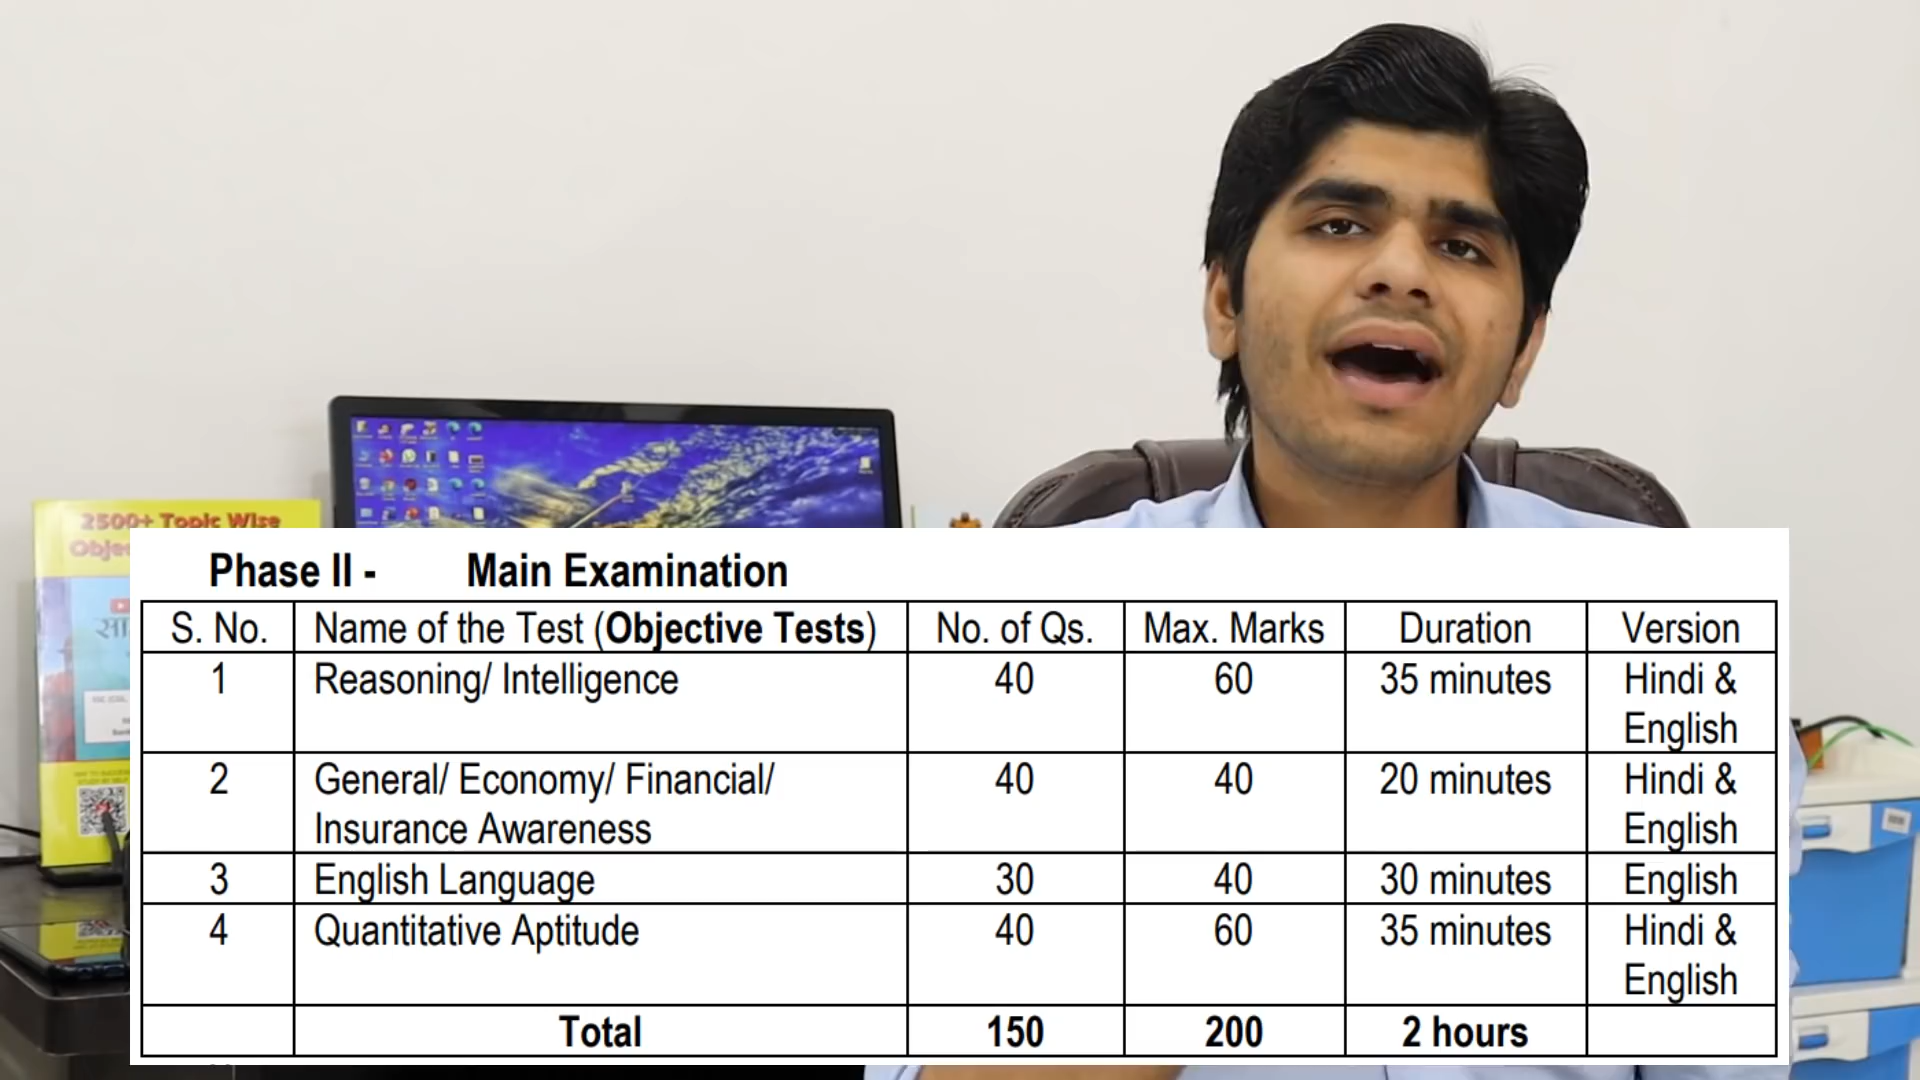 2500+ Topic Wise
Obje
सा
Phase II - Main Examination
S. No. Name of the Test (Objective Tests) No. of Qs. Max. Marks Duration Version
1 Reasoning/ Intelligence 40 60 35 minutes Hindi &
English
2 General/ Economy/ Financial/ 40 40 20 minutes Hindi &
Insurance Awareness English
3 English Language 30 40 30 minutes English
4 Quantitative Aptitude 40 60 35 minutes Hindi &
English
Total 150 200 2 hours